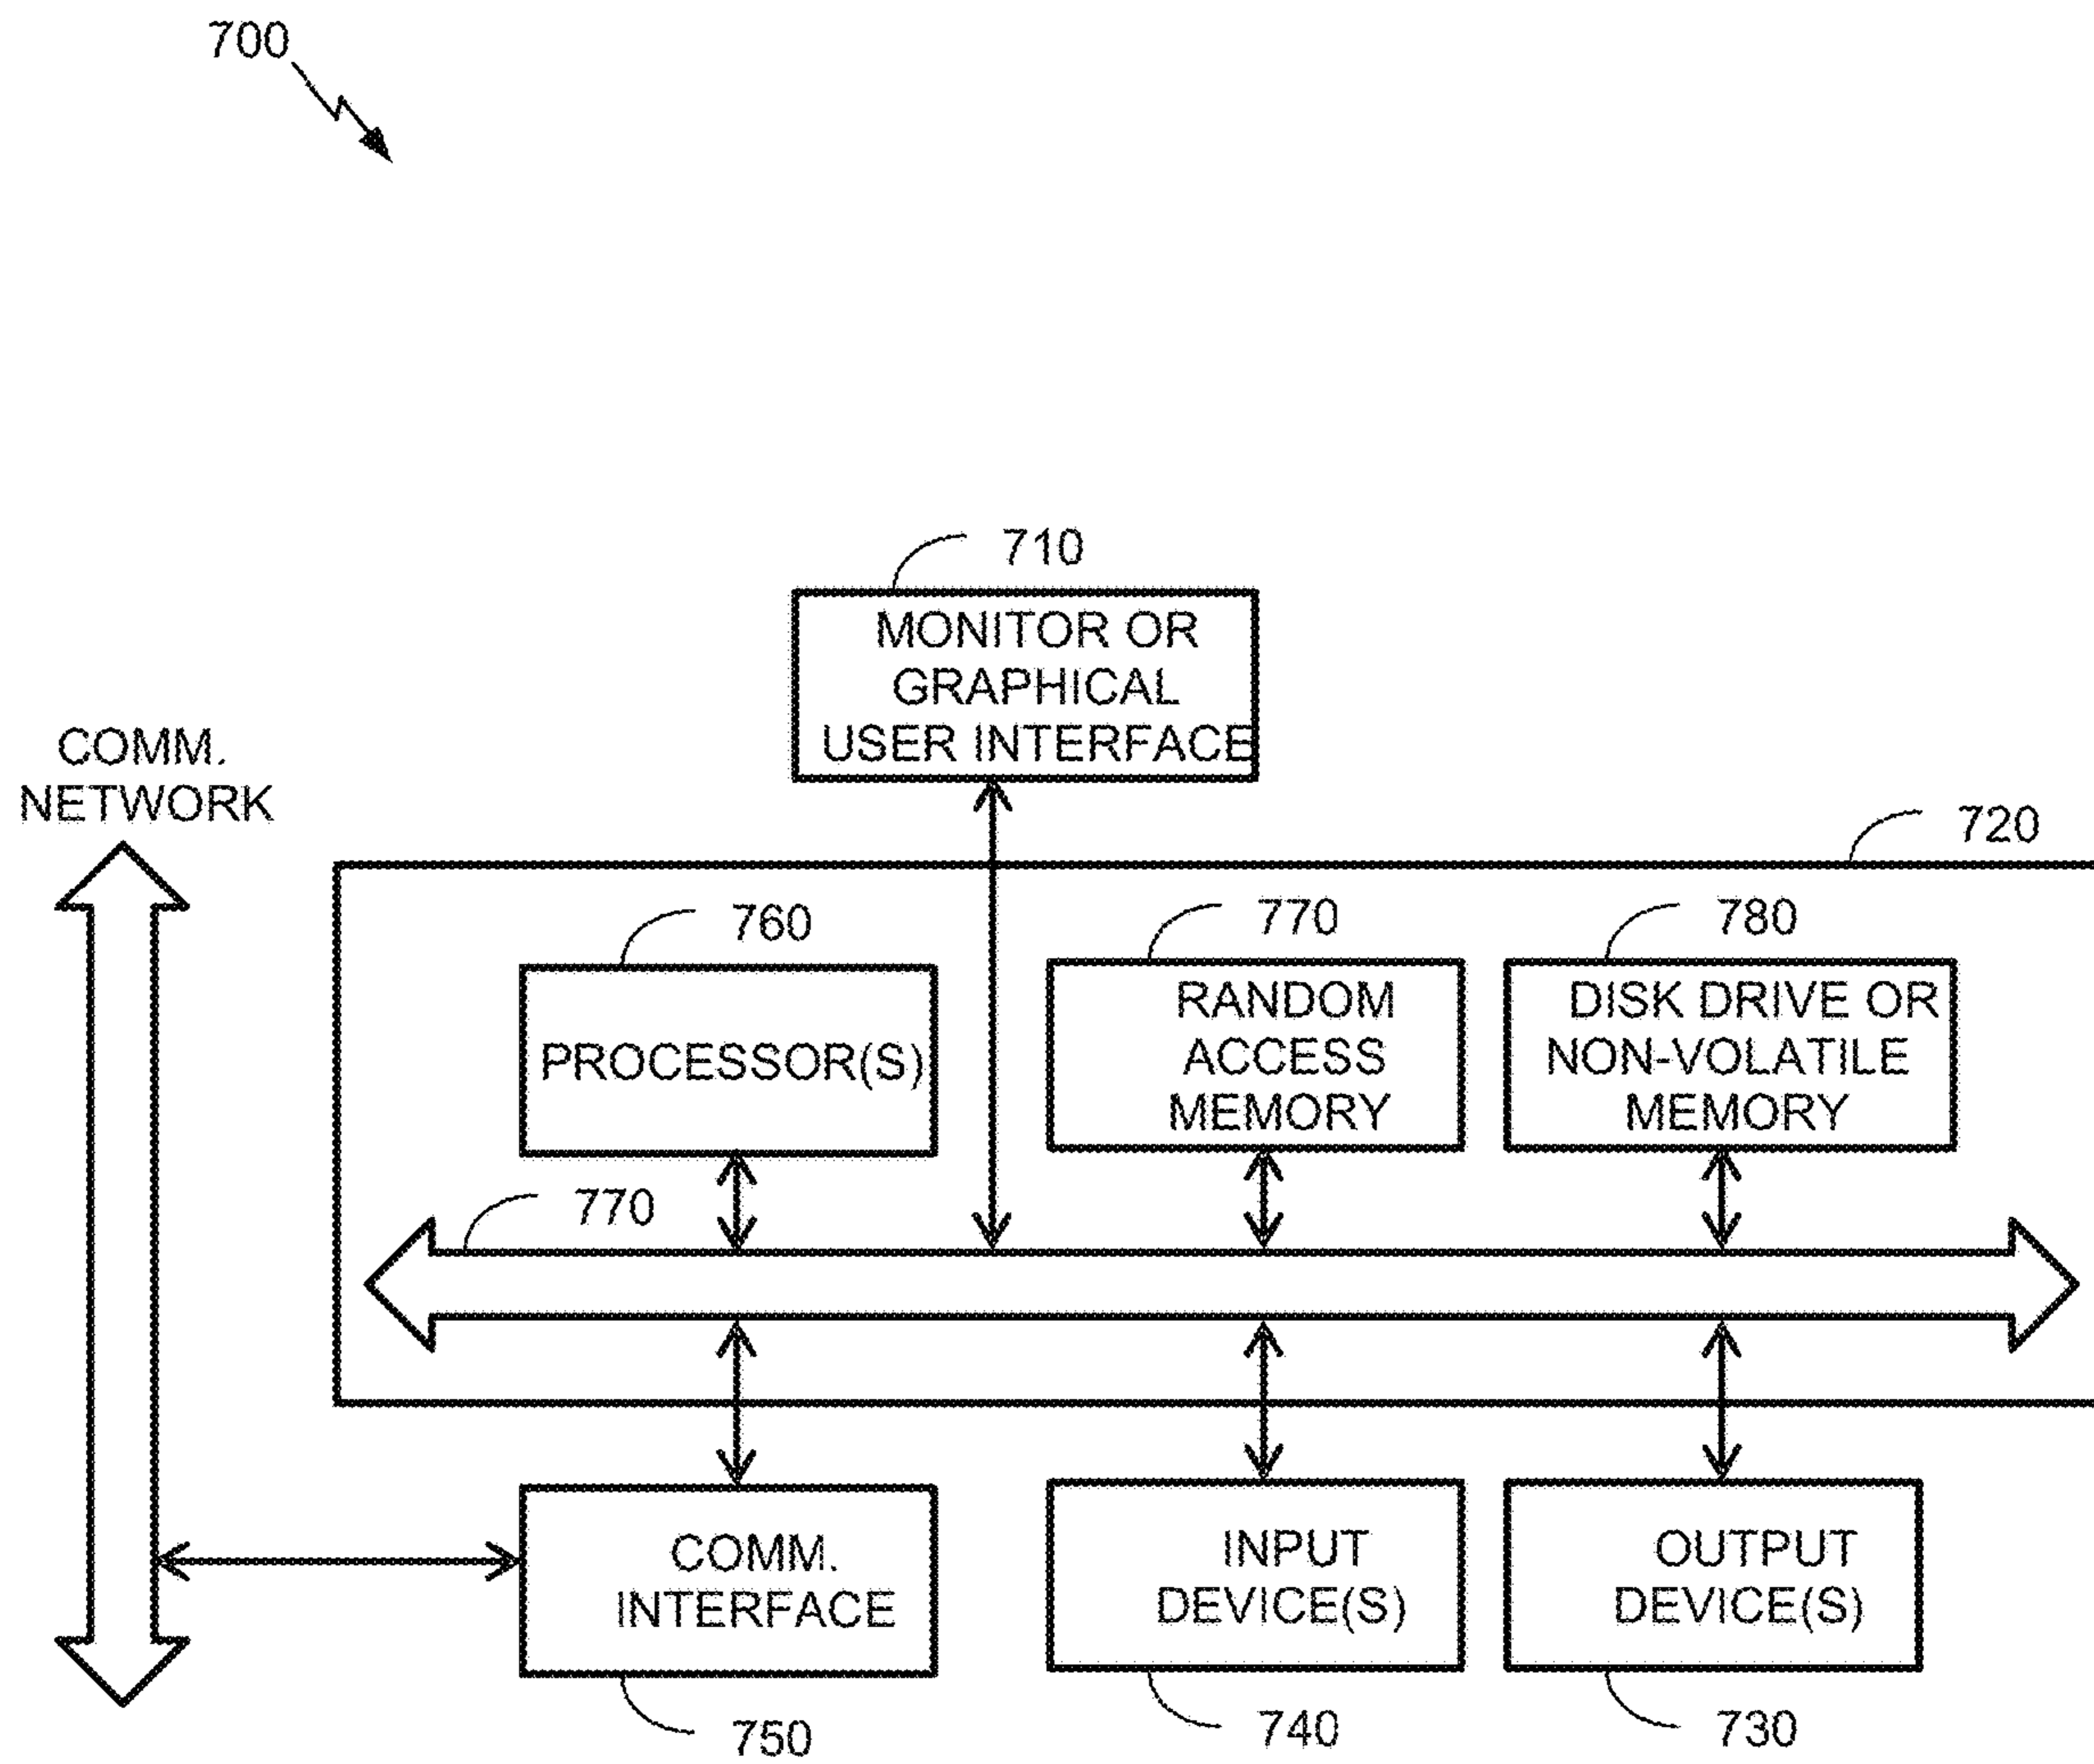 700
710
MONITOR OR
GRAPHICAL
USER INTERFACE
COMM.
NETWORK
720
760
770
780
PROCESSOR(S)
RANDOM
ACCESS
MEMORY
DISK DRIVE OR
NON-VOLATILE
MEMORY
770
COMM.
INTERFACE
INPUT
DEVICE(S)
OUTPUT
DEVICE(S)
750
740
730